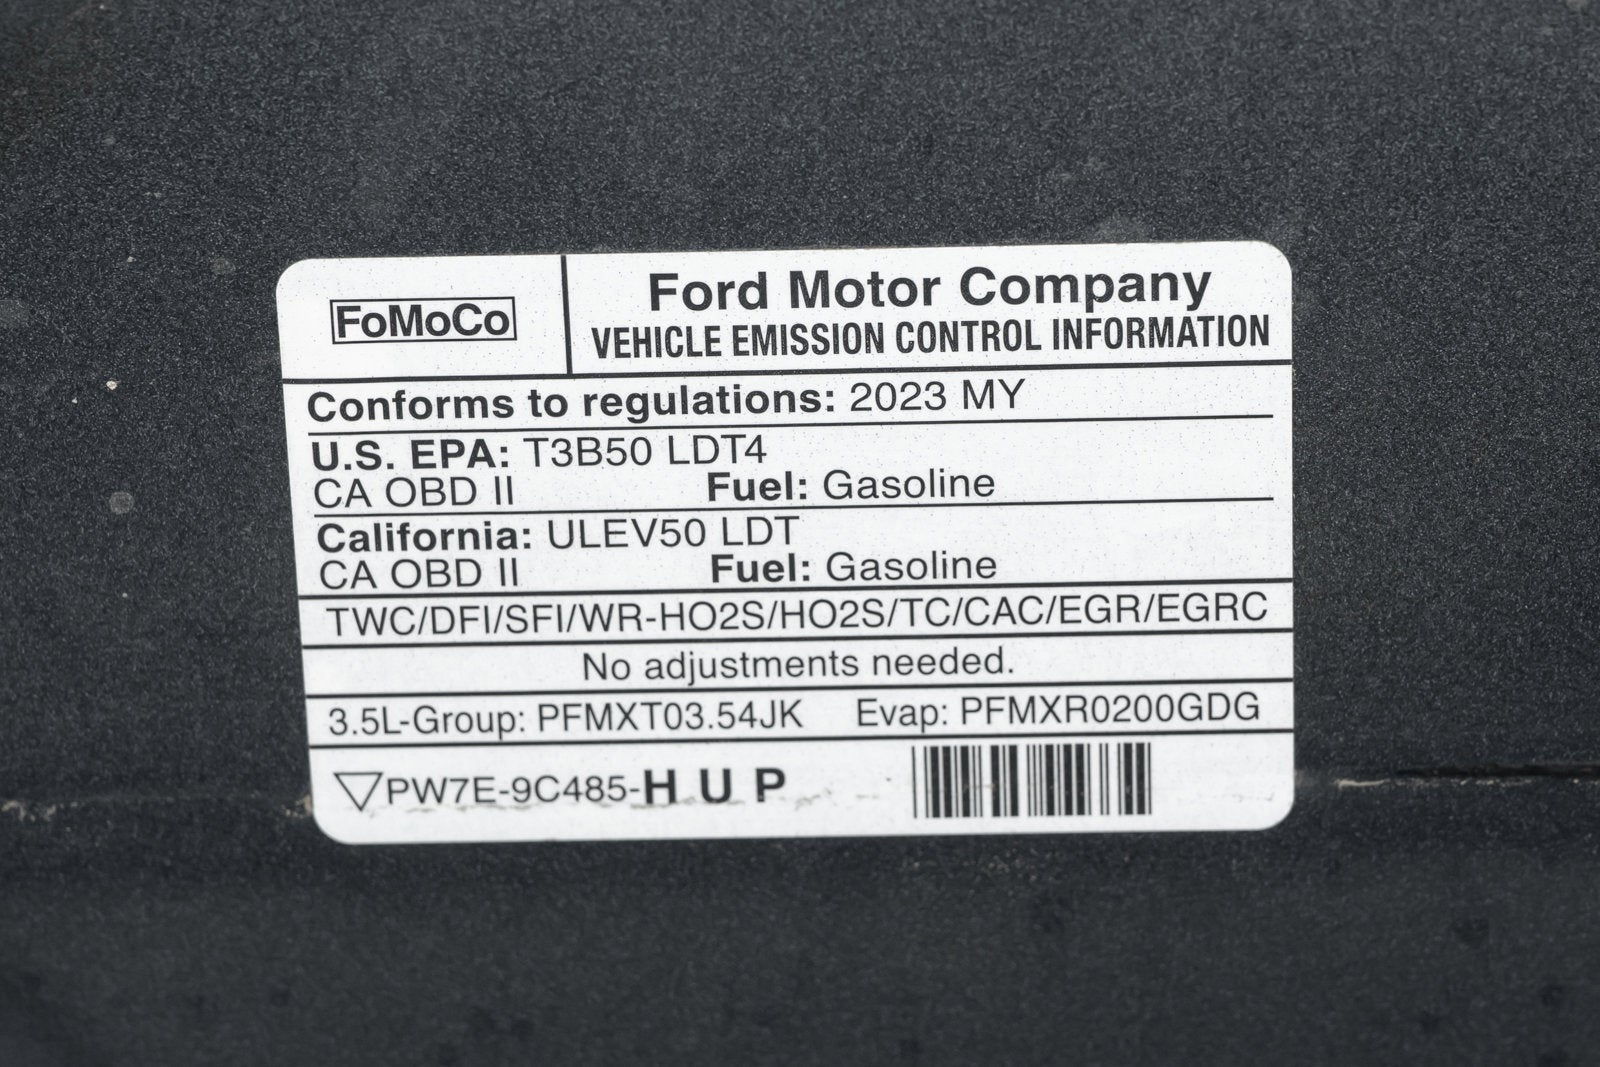 FoMoCo
Ford Motor Company
VEHICLE EMISSION CONTROL INFORMATION
Conforms to regulations: 2023 MY
U.S. EPA: T3B50 LDT4
CA OBD II Fuel: Gasoline
California: ULEV50 LDT
CA OBD II Fuel: Gasoline
TWC/DFI/SFI/WR-HO2S/HO2S/TC/CAC/EGR/EGRC
No adjustments needed.
3.5L-Group: PFMXT03.54JK Evap: PFMXR0200GDG
▽PW7E-9C485-H U P